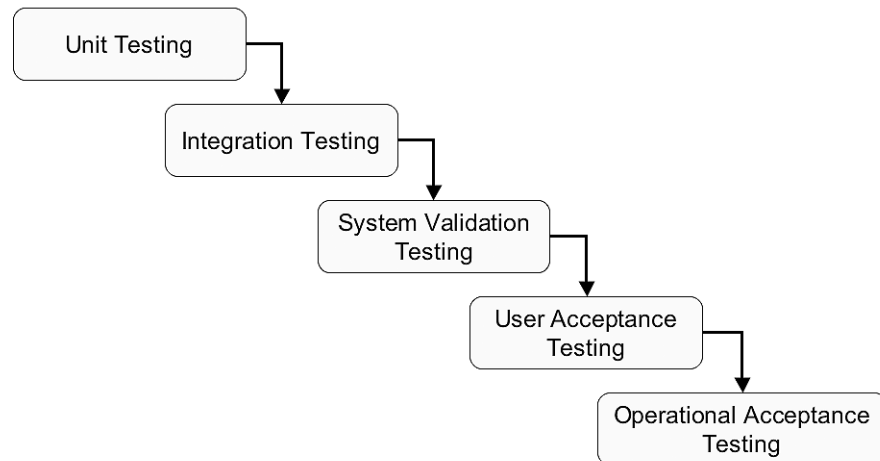 Unit Testing
Integration Testing
System Validation
Testing
User Acceptance
Testing
Operational Acceptance
Testing